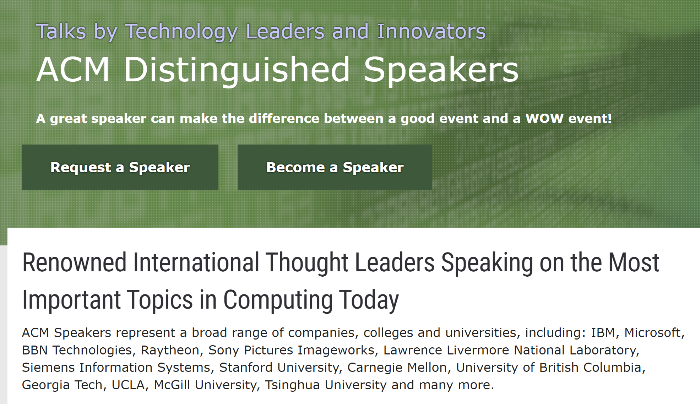 Talks by Technology Leaders and Innovators
ACM Distinguished Speakers
A great speaker can make the difference between a good event and a WOW event!
Request a Speaker
Become a Speaker
Renowned International Thought Leaders Speaking on the Most
Important Topics in Computing Today
ACM Speakers represent a broad range of companies, colleges and universities, including: IBM, Microsoft,
BBN Technologies, Raytheon, Sony Pictures Imageworks, Lawrence Livermore National Laboratory,
Siemens Information Systems, Stanford University, Carnegie Mellon, University of British Columbia,
Georgia Tech, UCLA, McGill University, Tsinghua University and many more.